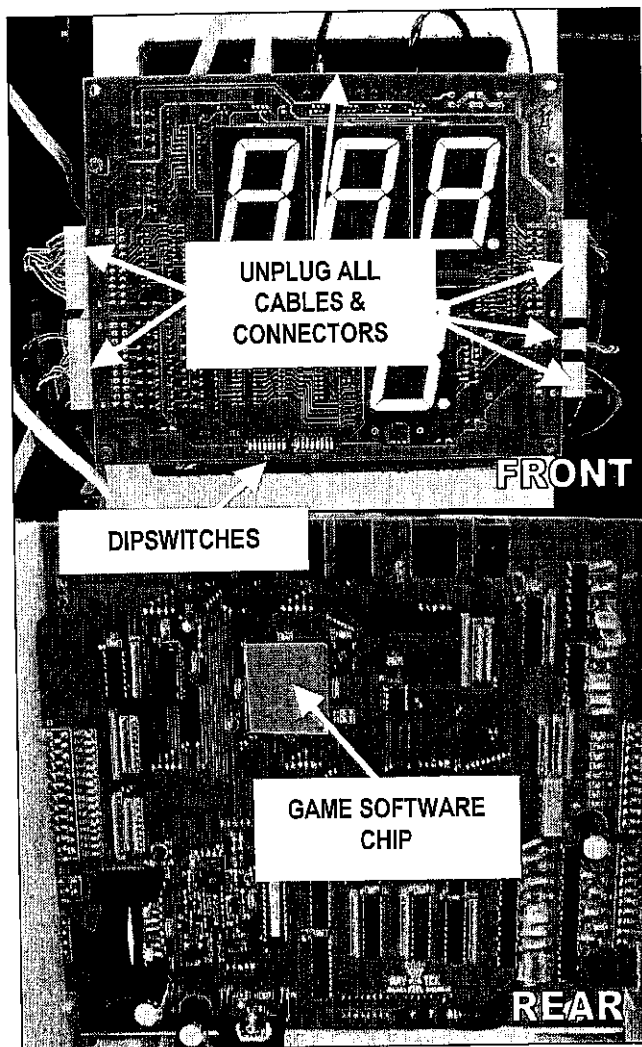 UNPLUG ALL
CABLES &
CONNECTORS
FRONT
DIPSWITCHES
GAME SOFTWARE
CHIP
REAR